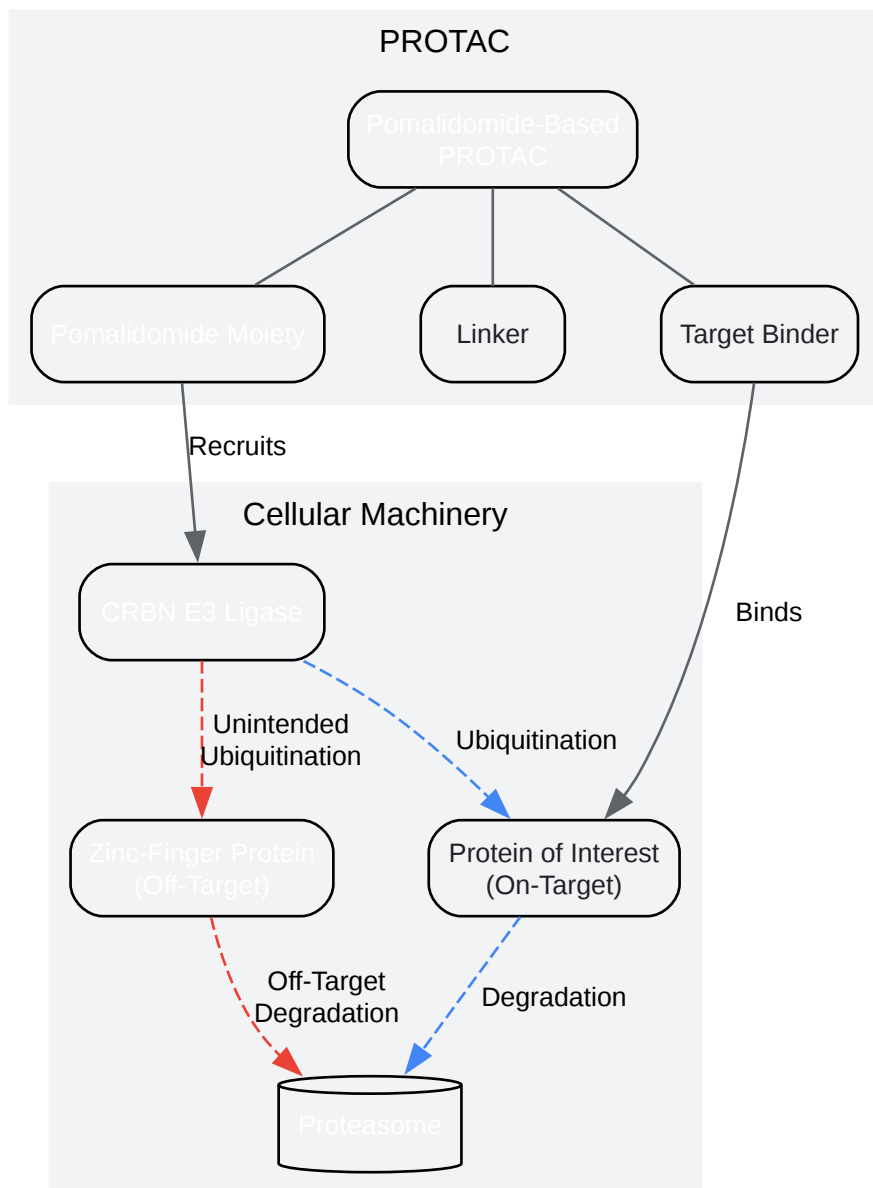 PROTAC
Pomalidomide-Based
PROTAC
Pomalidomide Moiety
Linker
Target Binder
Recruits
Cellular Machinery
CRBN E3 Ligase
Binds
Unintended
Ubiquitination
Ubiquitination
Zinc-Finger Protein
(Off-Target)
Protein of Interest
(On-Target)
Off-Target
Degradation
Degradation
Proteasome